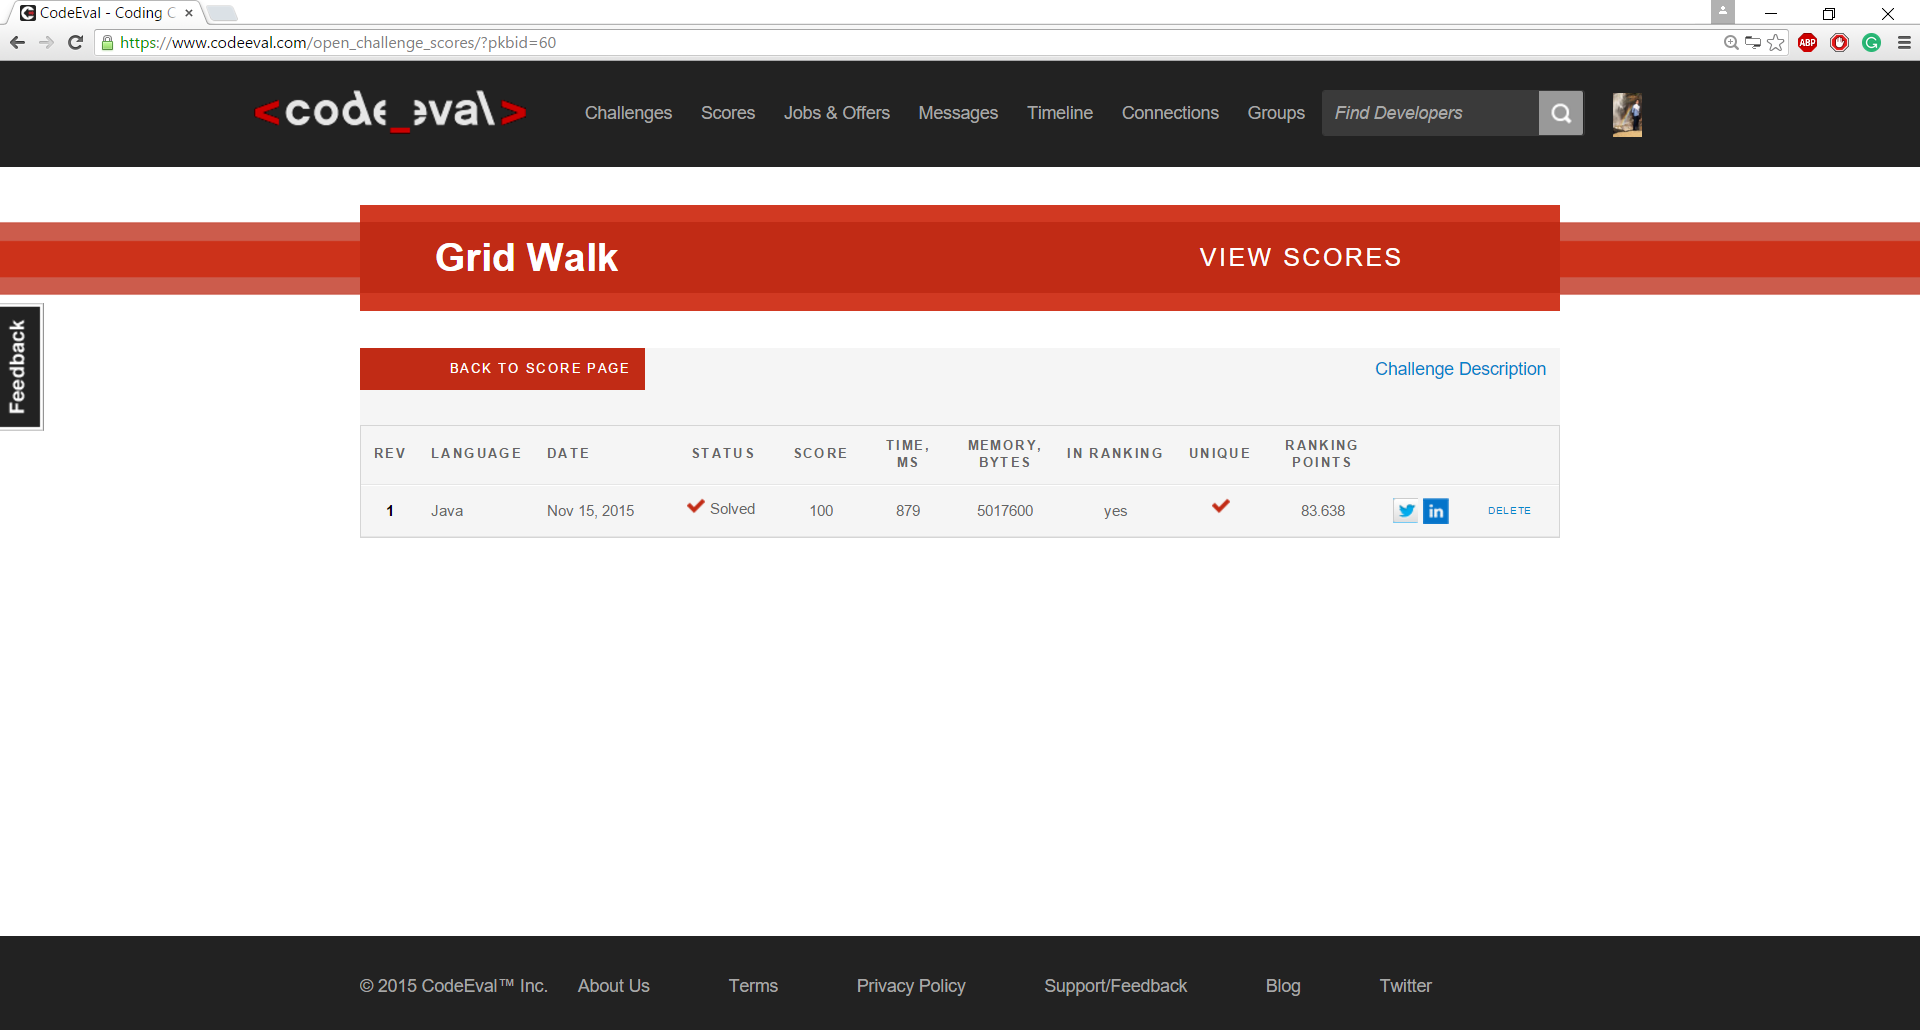 CodeEval - Coding C
https://www.codeeval.com/open_challenge_scores/?pkbid=60
ABP
<code_eval>
Challenges Scores Jobs & Offers Messages Timeline Connections Groups Find Developers
Grid Walk VIEW SCORES
Feedback
BACK TO SCORE PAGE Challenge Description
REV LANGUAGE DATE STATUS SCORE TIME, MS MEMORY, BYTES IN RANKING UNIQUE RANKING POINTS
1 Java Nov 15, 2015 Solved 100 879 5017600 yes 83.638 in DELETE
© 2015 CodeEval™ Inc. About Us Terms Privacy Policy Support/Feedback Blog Twitter